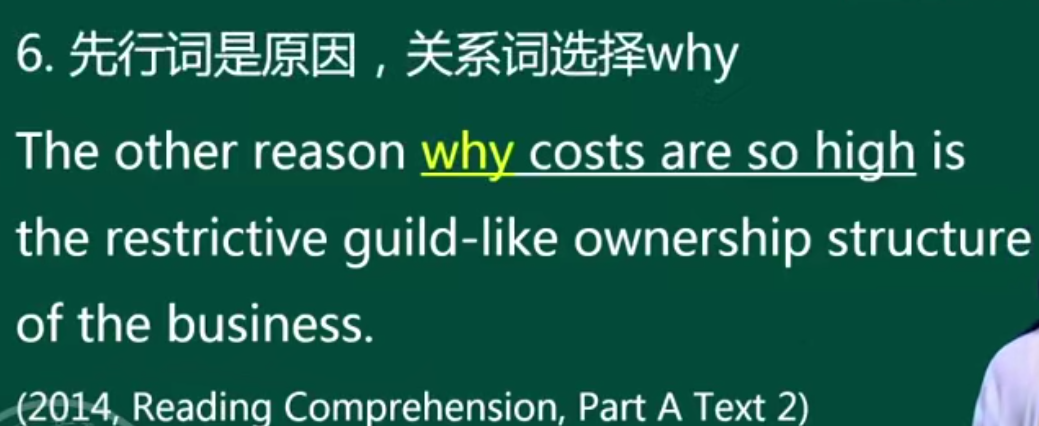 6. 先行词是原因，关系词选择why
The other reason why costs are so high is
the restrictive guild-like ownership structure
of the business.
(2014, Reading Comprehension, Part A Text 2)